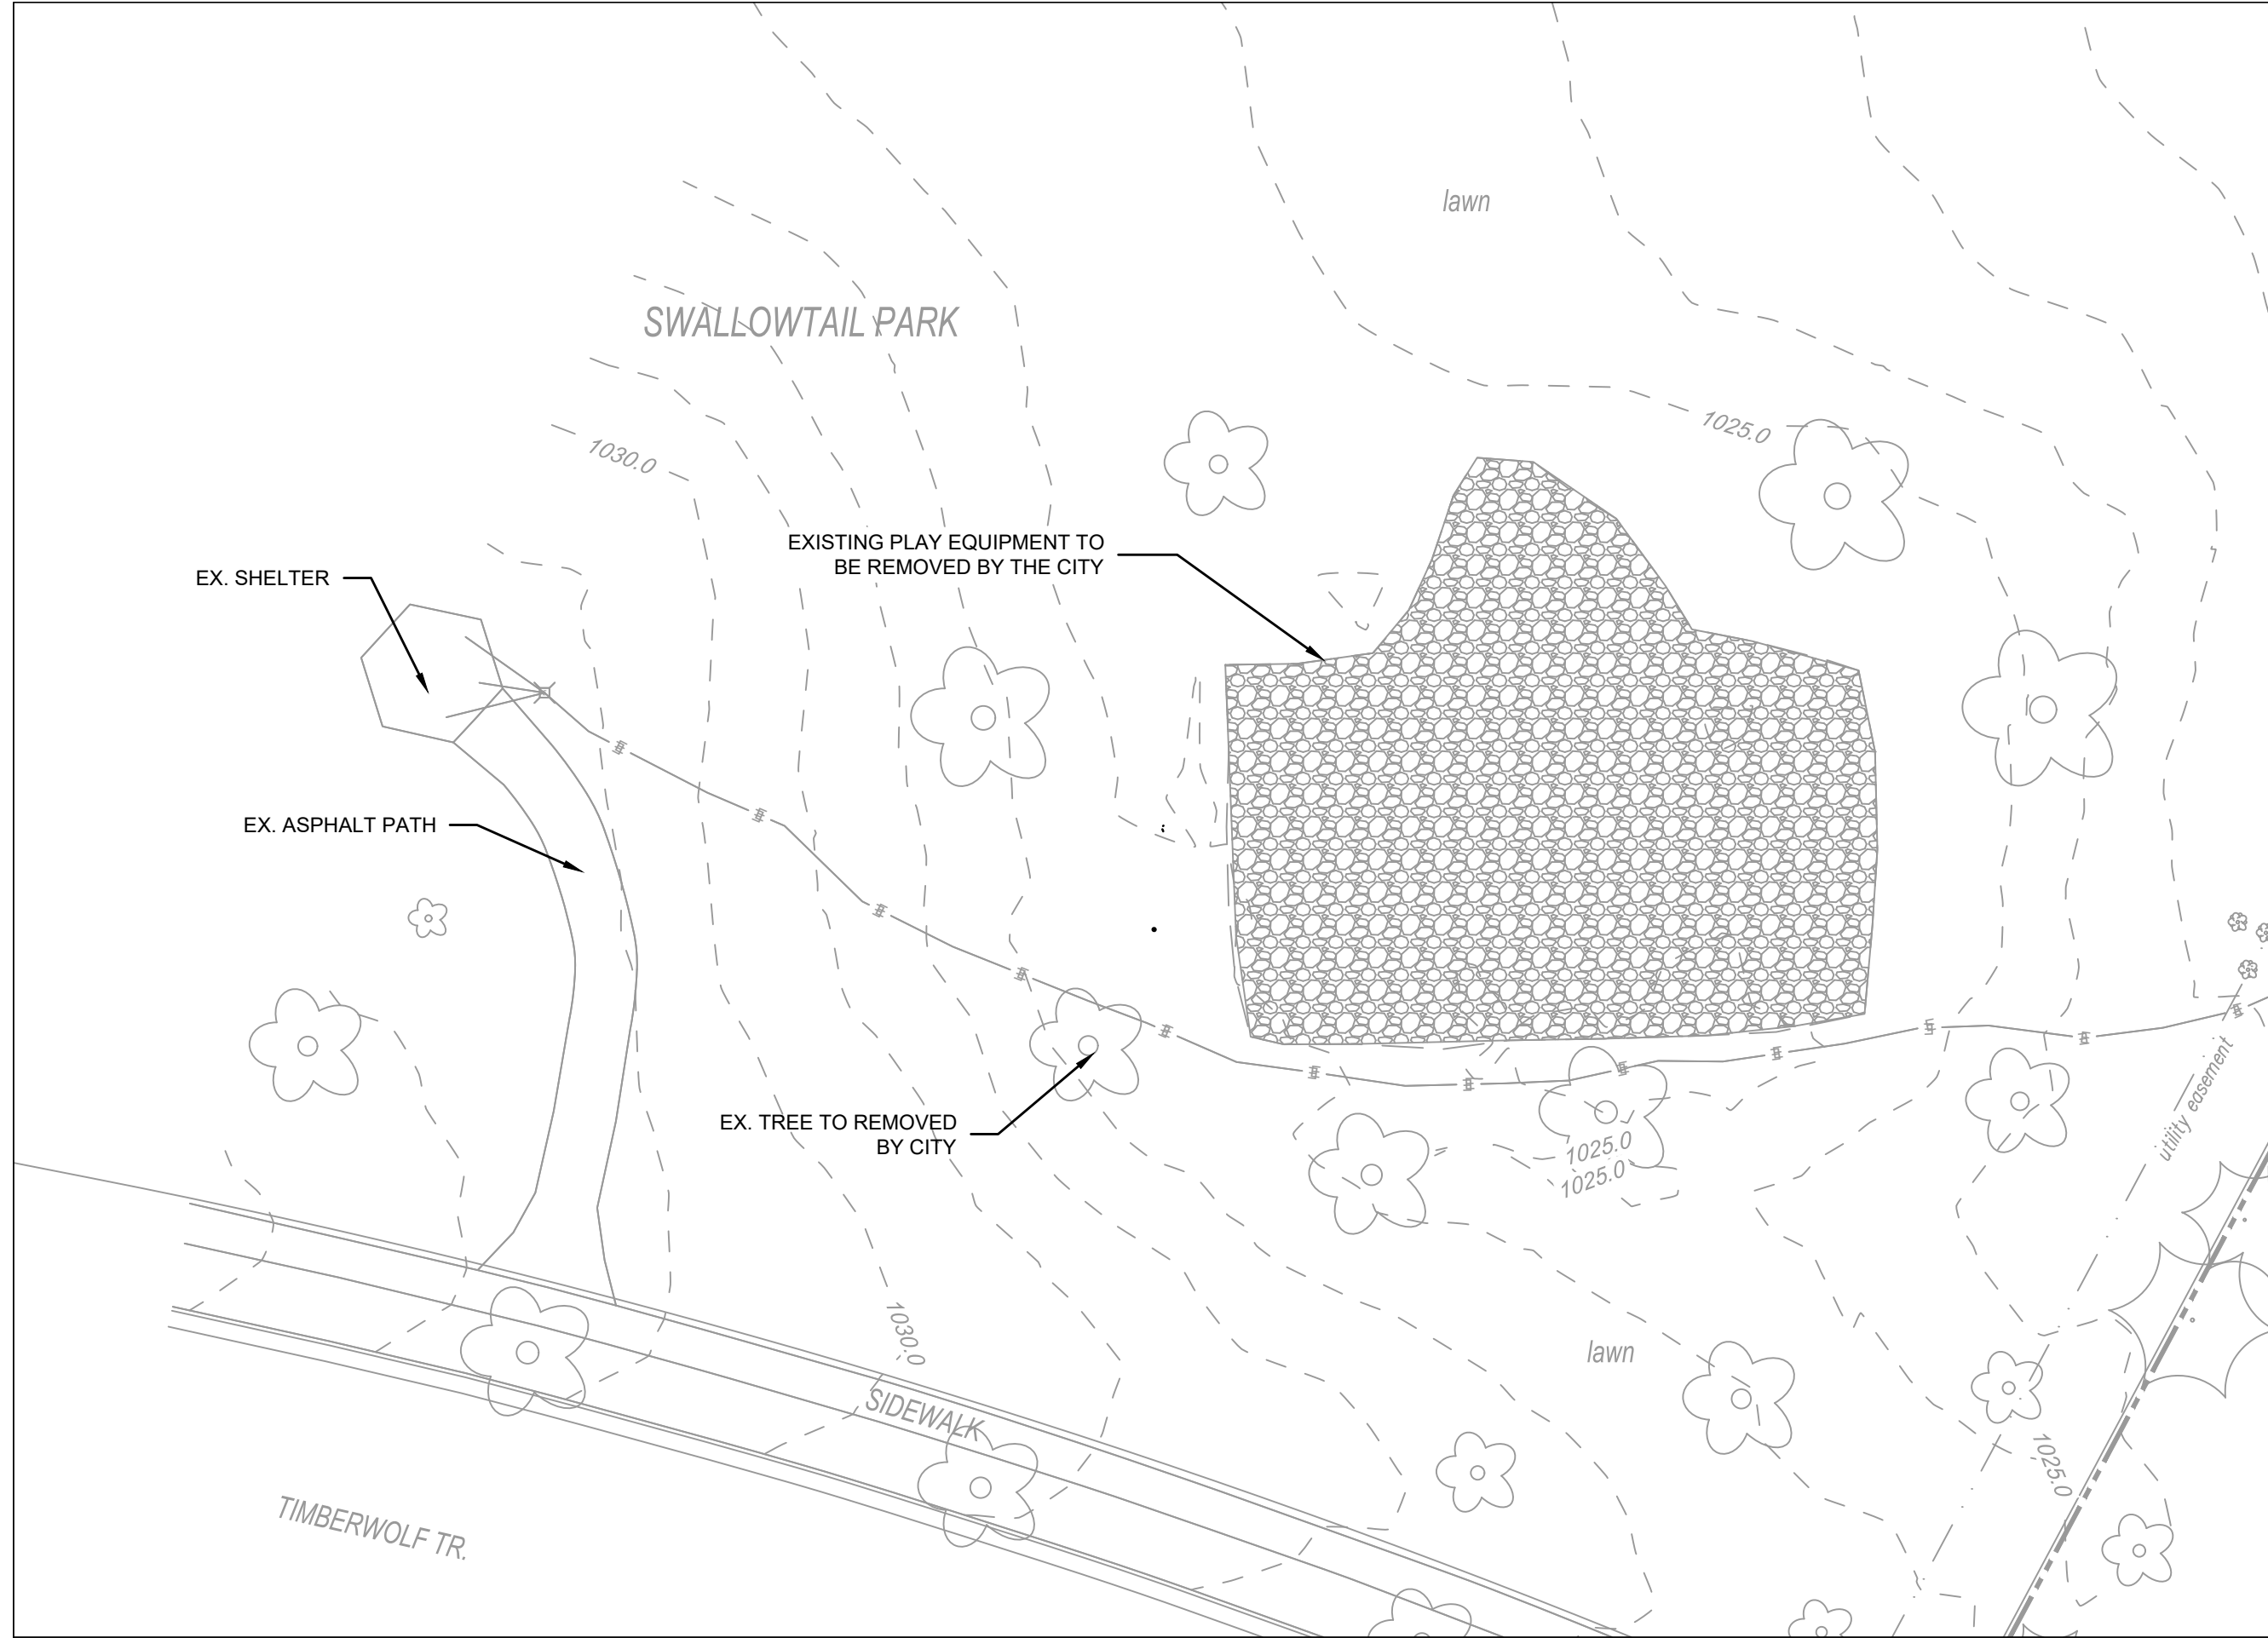 lawn
SWALLOWTAIL PARK
1025.0
1030.0
EXISTING PLAY EQUIPMENT TO
BE REMOVED BY THE CITY
EX. SHELTER
EX. ASPHALT PATH
utility easement
EX. TREE TO REMOVED
BY CITY
1025.0
1025.0
1030.0
lawn
SIDEWALK
1025.0
TIMBERWOLF TR.